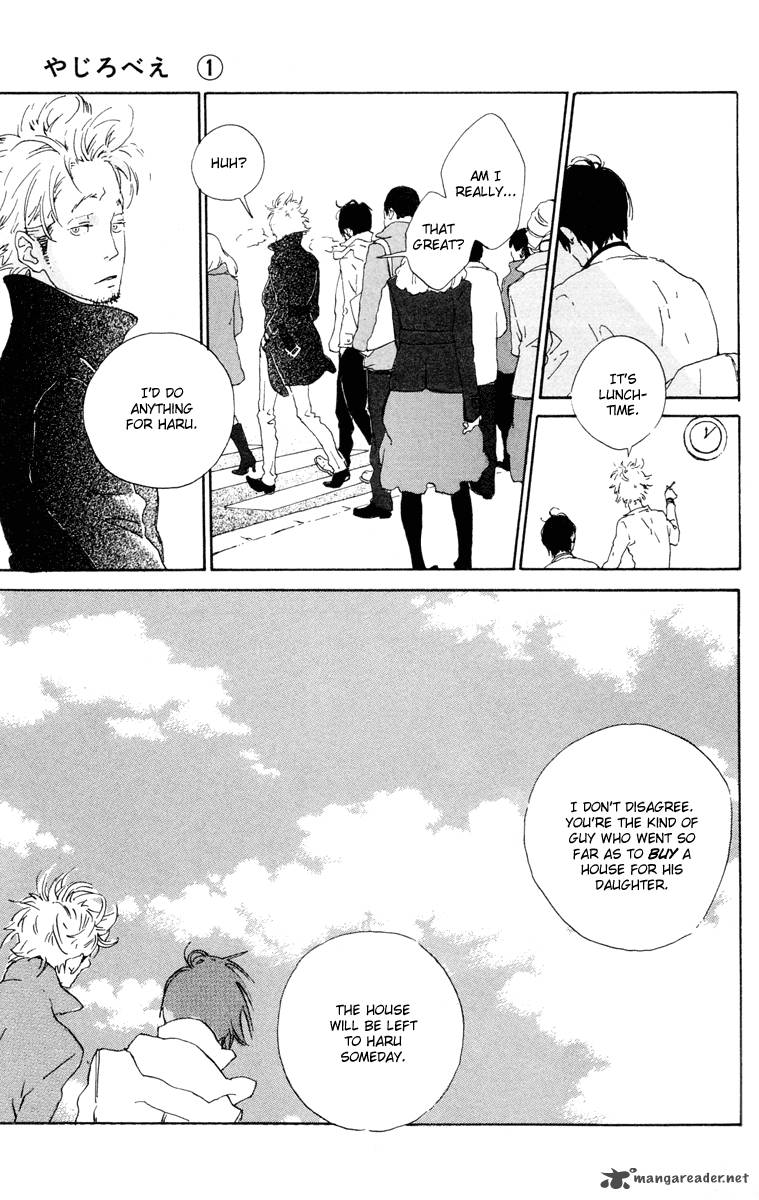 やじろべえ ①
IT'S
LUNCH-
TIME.
AM I
REALLY...
THAT
GREAT?
HUH?
I'D DO
ANYTHING
FOR HARU.
I DON'T DISAGREE.
YOU'RE THE KIND OF
GUY WHO WENT SO
FAR AS TO BUY A
HOUSE FOR HIS
DAUGHTER.
THE HOUSE
WILL BE LEFT
TO HARU
SOMEDAY.
mangareader.net